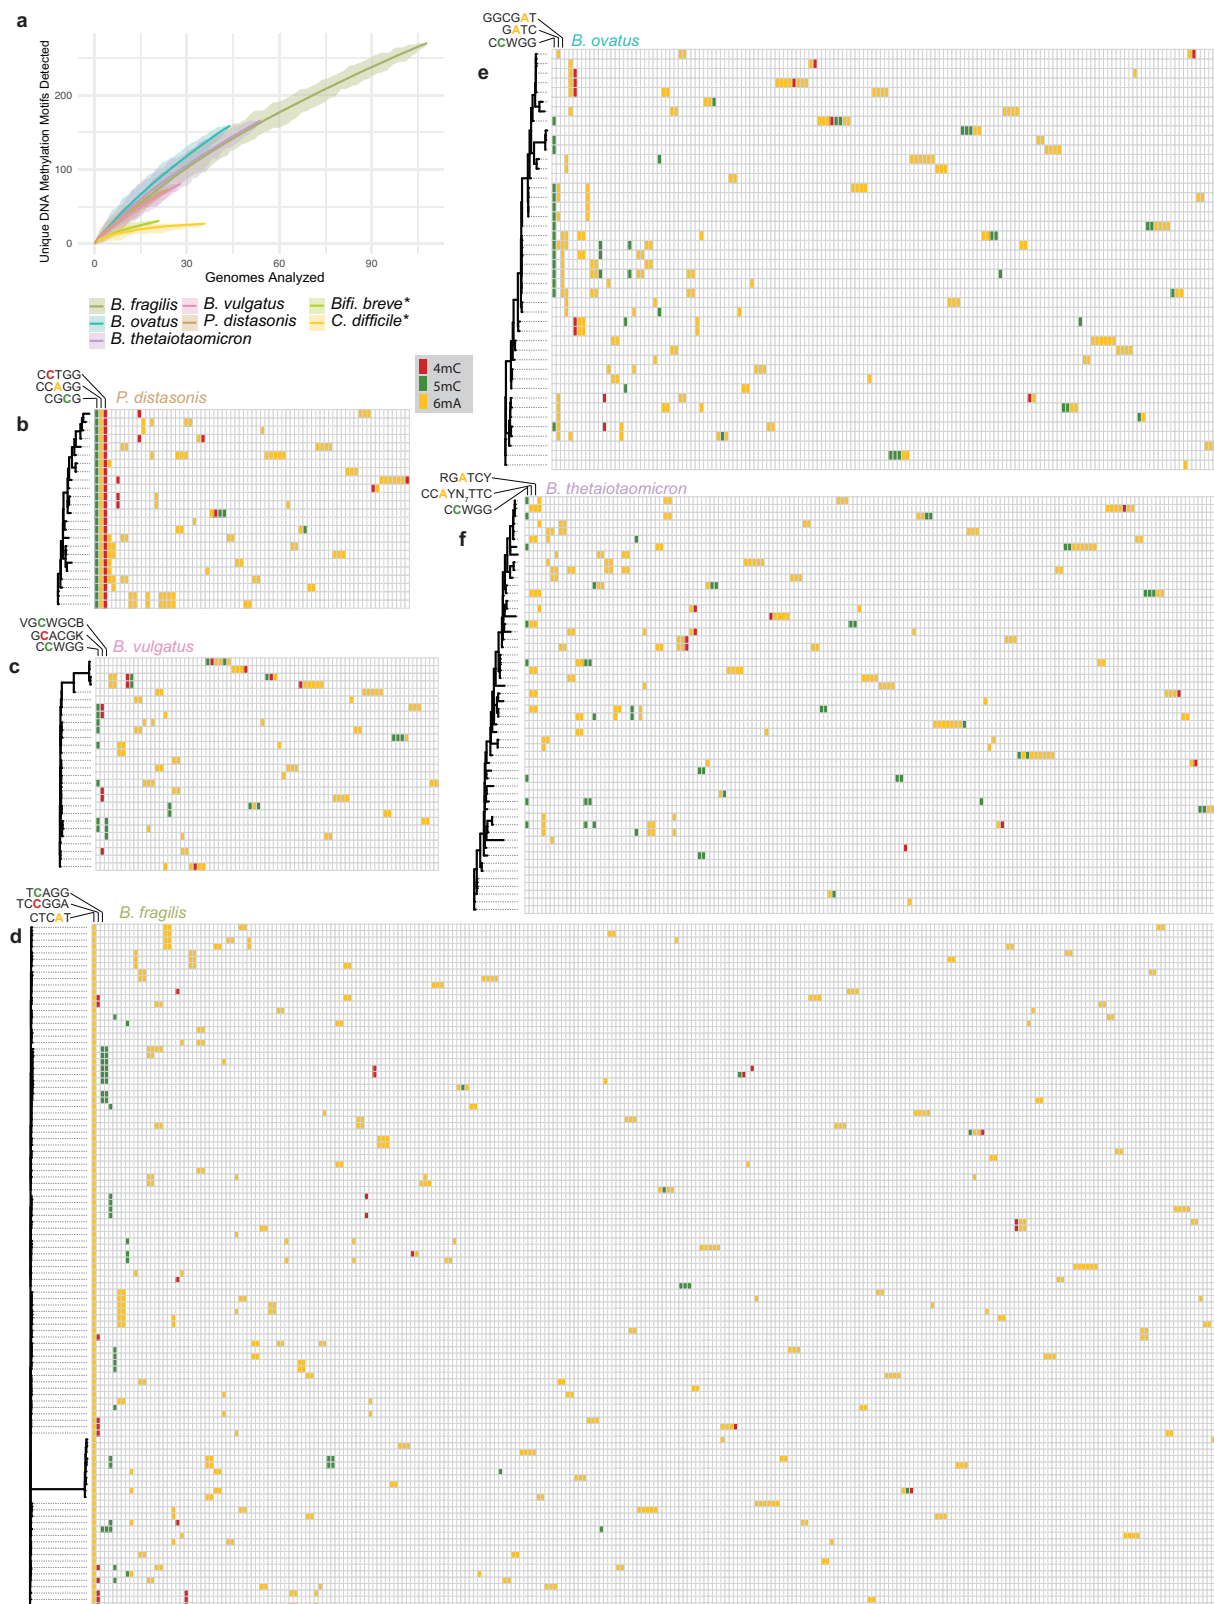 a
Unique DNA Methylation Motifs Detected
200
100
0
0
30
60
90
Genomes Analyzed
B. fragilis
B. vulgatus
Bifi. breve*
B. ovatus
P. distasonis
C. difficile*
B. thetaiotaomicron
4mC
5mC
6mA
CCTGG
CCAGG
CGCG
P. distasonis
b
VGCWGCB
GCACGK
CCWGG
B. vulgatus
c
TCAGG
TCCGGA
CTCAT
B. fragilis
d
GGCGAT
GATC
CCWGG
B. ovatus
e
RGATCY
CCAYN7TTC
CCWGG
B. thetaiotaomicron
f